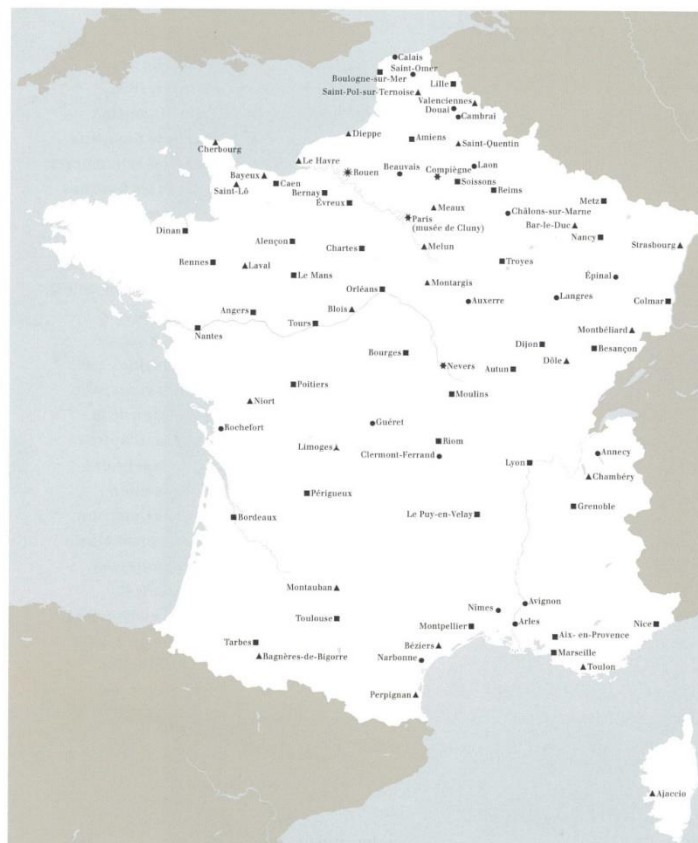 Calais
Saint-Omer
Boulogne-sur-Mer
Lille
Saint-Pol-sur-Ternoise
Valenciennes
Douai
Cambrai
Dieppe
Amiens
Saint-Quentin
Cherbourg
Le Havre
Rouen
Beauvais
Compiègne
Laon
Bayeux
Caen
Soissons
Saint-Lô
Bernay
Reims
Évreux
Metz
Meaux
Châlons-sur-Marne
Paris
(musée de Cluny)
Bar-le-Duc
Dinan
Nancy
Alençon
Chartes
Melun
Strasbourg
Rennes
Laval
Troyes
Le Mans
Épinal
Montargis
Orléans
Auxerre
Langres
Colmar
Angers
Blois
Tours
Nantes
Montbéliard
Dijon
Besançon
Bourges
Dôle
Nevers
Autun
Poitiers
Moulins
Niort
Rochefort
Guéret
Riom
Limoges
Clermont-Ferrand
Annecy
Lyon
Chambéry
Périgueux
Grenoble
Bordeaux
Le Puy-en-Velay
Montauban
Avignon
Nîmes
Toulouse
Montpellier
Arles
Nice
Aix- en-Provence
Tarbes
Béziers
Marseille
Bagnères-de-Bigorre
Narbonne
Toulon
Perpignan
Ajaccio